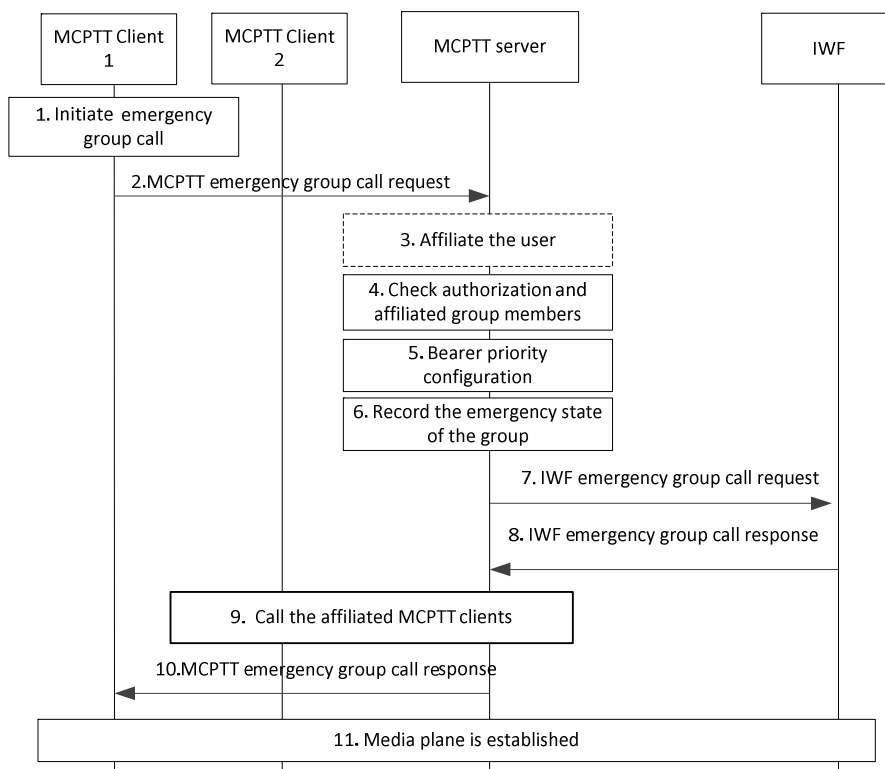 MCPTT Client
1
MCPTT Client
2
MCPTT server
IWF
1. Initiate emergency
group call
2.MCPTT emergency group call request
3. Affiliate the user
4. Check authorization and
affiliated group members
5. Bearer priority
configuration
6. Record the emergency state
of the group
7. IWF emergency group call request
8. IWF emergency group call response
9. Call the affiliated MCPTT clients
10.MCPTT emergency group call response
11. Media plane is established